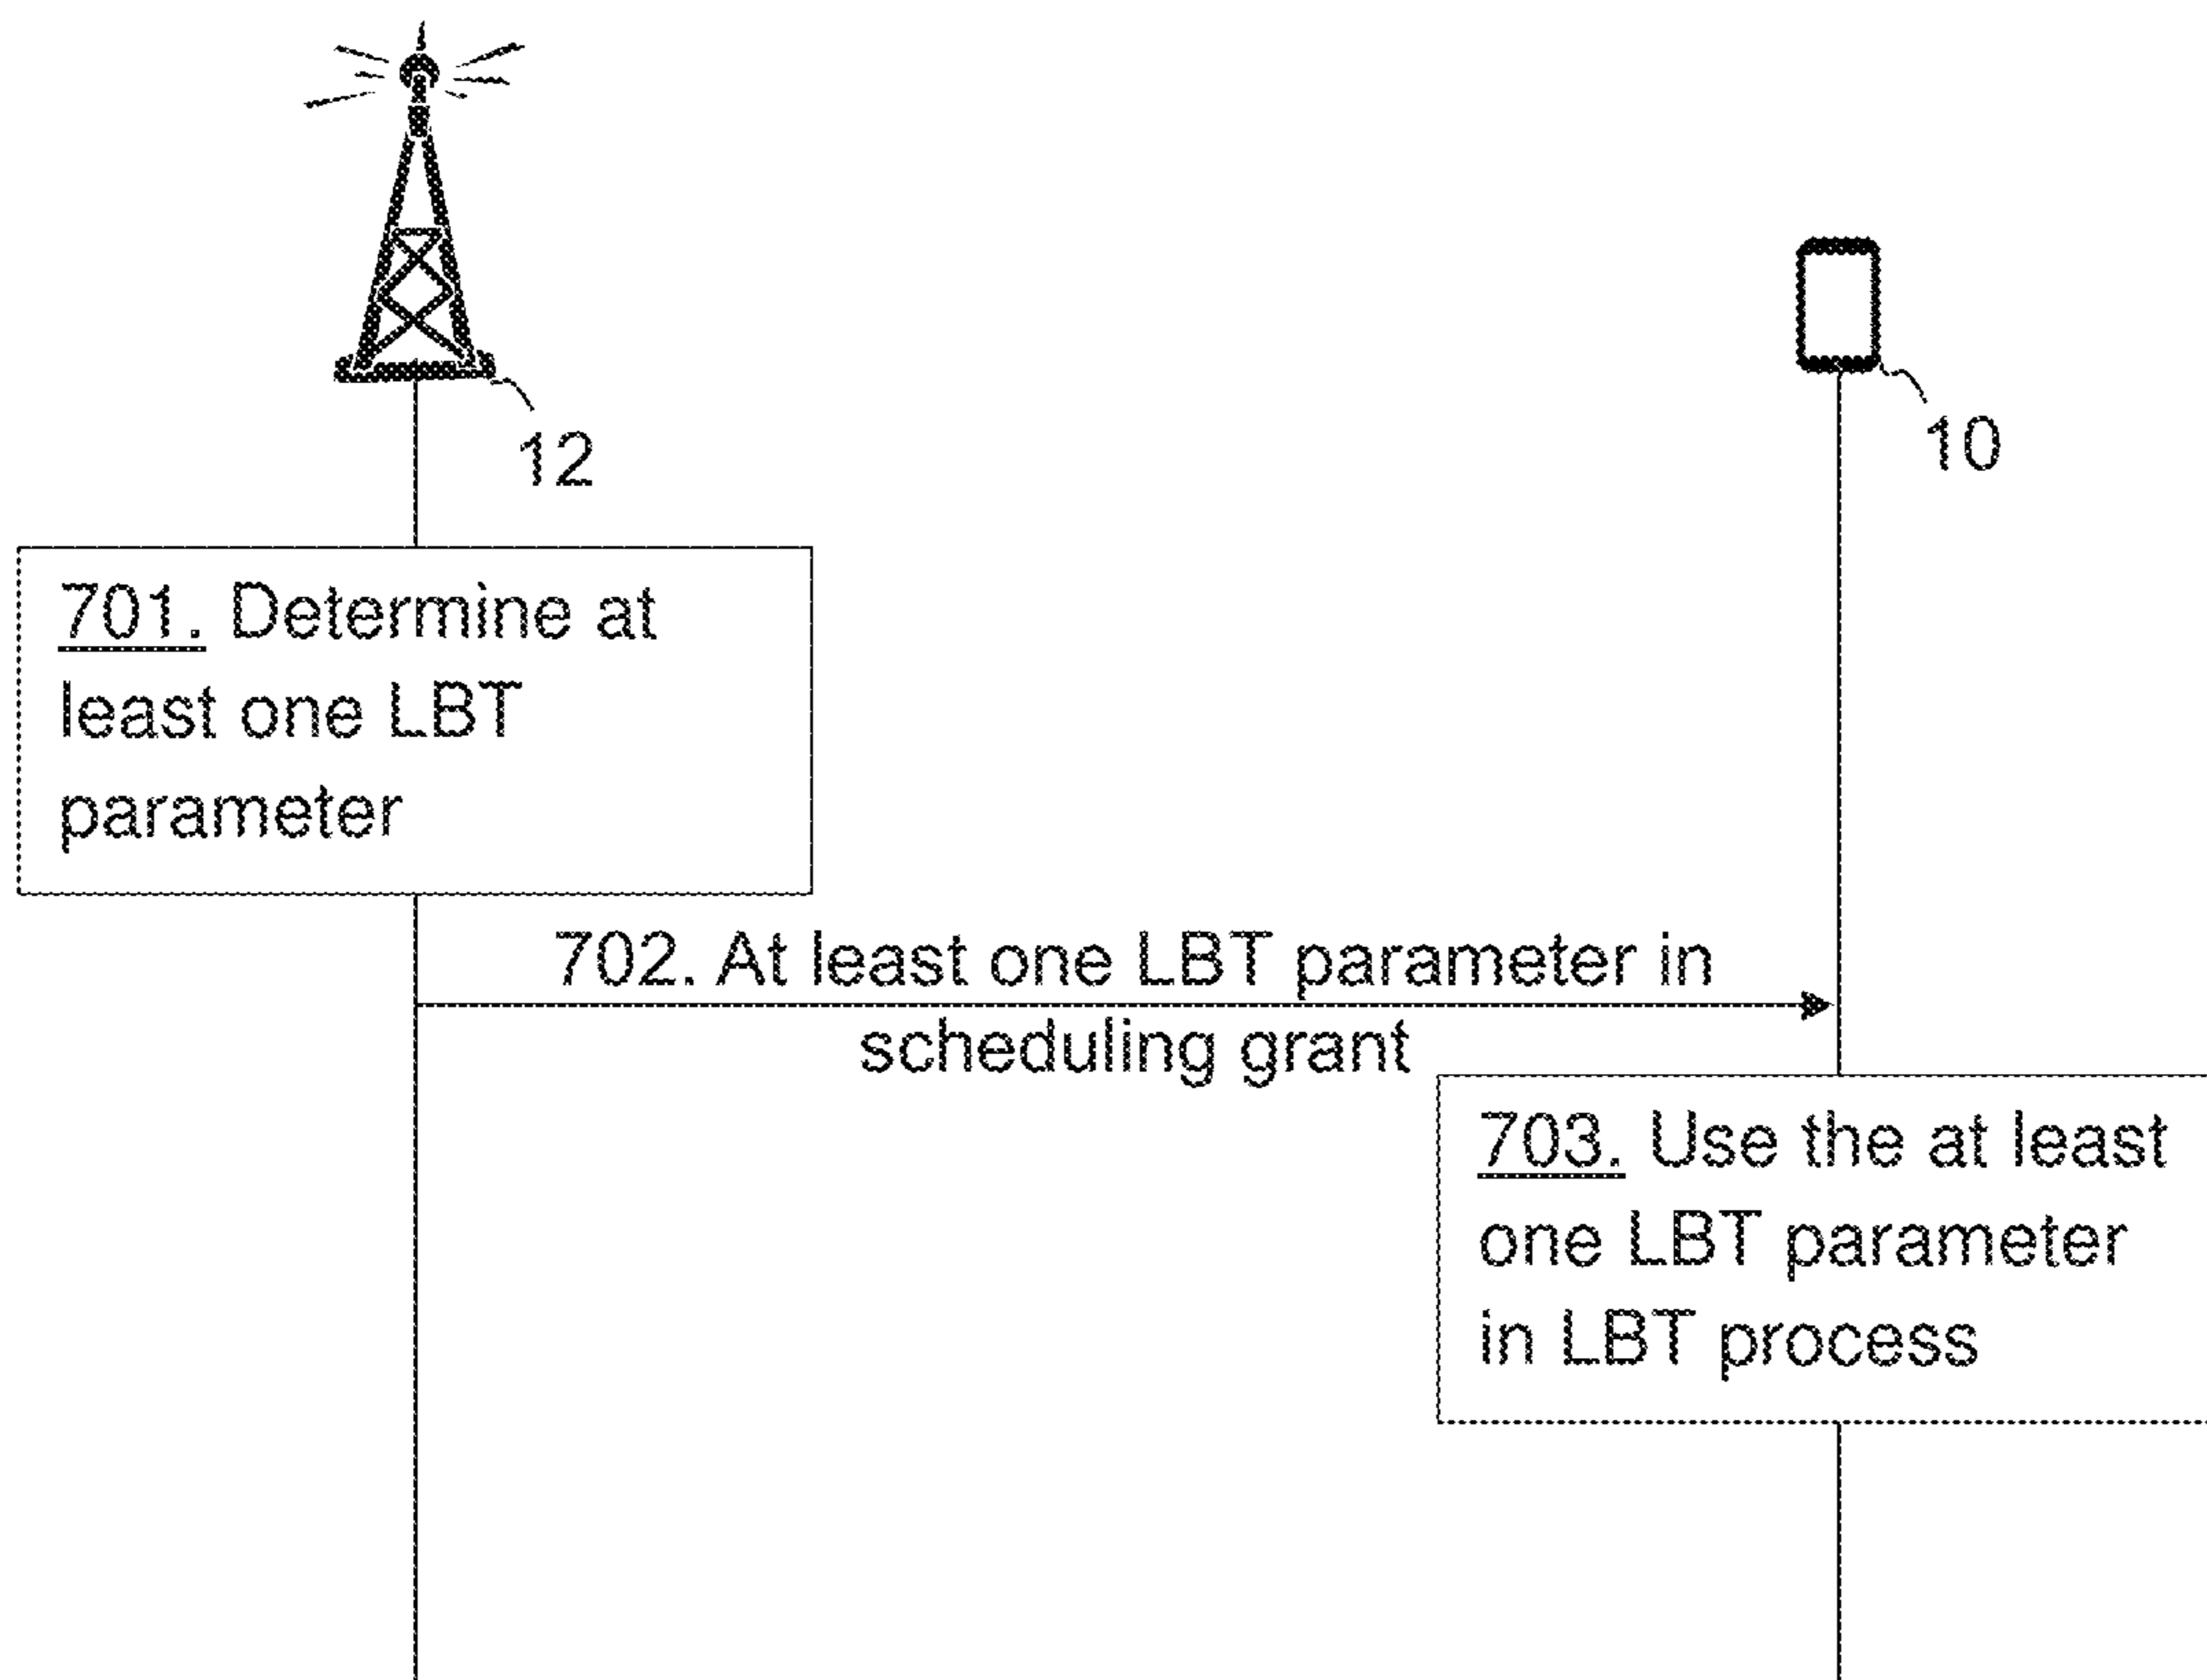 12
10
701. Determine at
least one LBT
parameter
702. At least one LBT parameter in
scheduling grant
703. Use the at least
one LBT parameter
in LBT process